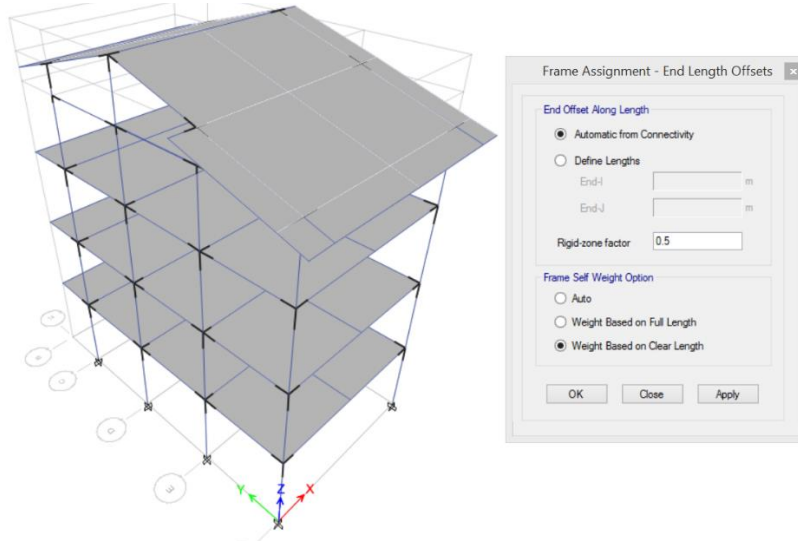 Frame Assignment - End Length Offsets
x
End Offset Along Length
Automatic from Connectivity
Define Lengths
End-I
m
End-J
m
Rigid-zone factor
0.5
Frame Self Weight Option
Auto
Weight Based on Full Length
Weight Based on Clear Length
OK Close Apply
Y Z X